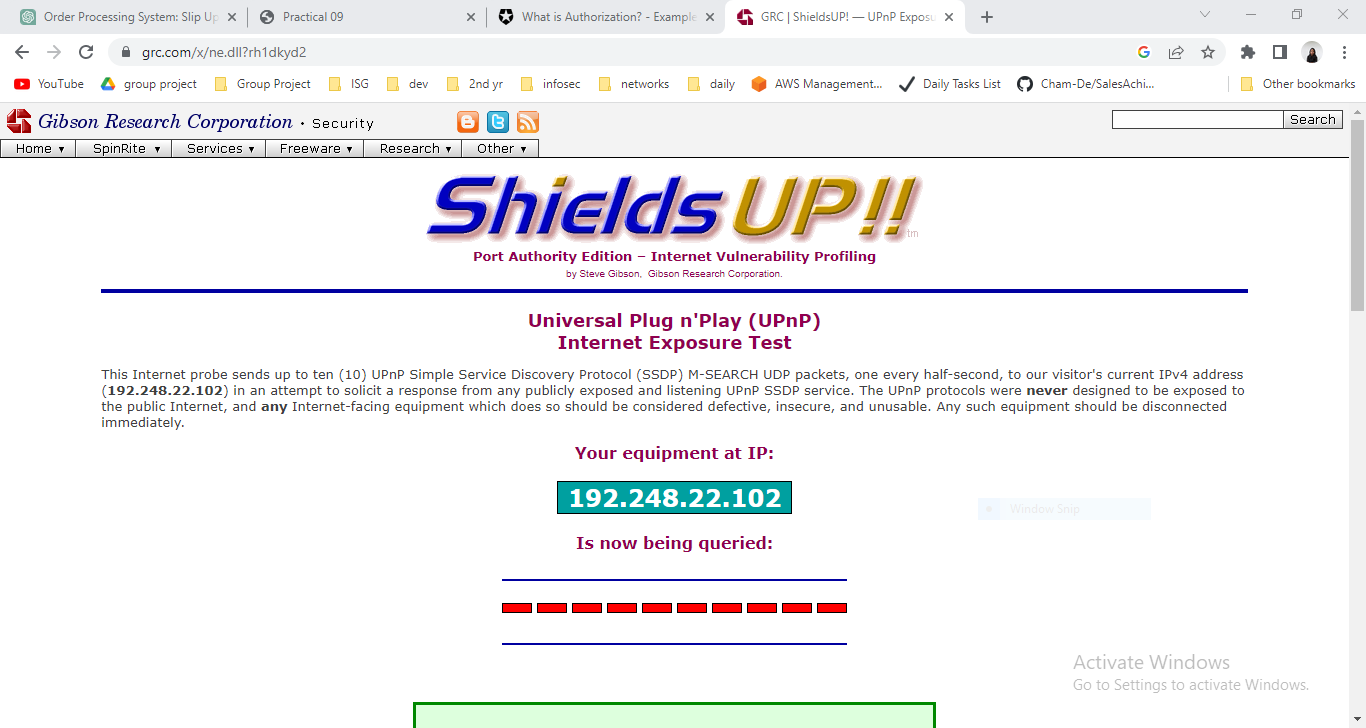 Order Processing System: Slip Up
Practical 09
What is Authorization? - Example
GRC | ShieldsUP! — UPnP Exposu
grc.com/x/ne.dll?rh1dkyd2
YouTube group project Group Project ISG dev 2nd yr infosec networks daily AWS Management... Daily Tasks List Cham-De/SalesAchi... Other bookmarks
Gibson Research Corporation · Security
Search
Home ▾ SpinRite ▾ Services ▾ Freeware ▾ Research ▾ Other ▾
Shields UP!!
tm
Port Authority Edition – Internet Vulnerability Profiling
by Steve Gibson, Gibson Research Corporation.
Universal Plug n'Play (UPnP)
Internet Exposure Test
This Internet probe sends up to ten (10) UPnP Simple Service Discovery Protocol (SSDP) M-SEARCH UDP packets, one every half-second, to our visitor's current IPv4 address
(192.248.22.102) in an attempt to solicit a response from any publicly exposed and listening UPnP SSDP service. The UPnP protocols were never designed to be exposed to
the public Internet, and any Internet-facing equipment which does so should be considered defective, insecure, and unusable. Any such equipment should be disconnected
immediately.
Your equipment at IP:
192.248.22.102
Window Snip
Is now being queried:
Activate Windows
Go to Settings to activate Windows.